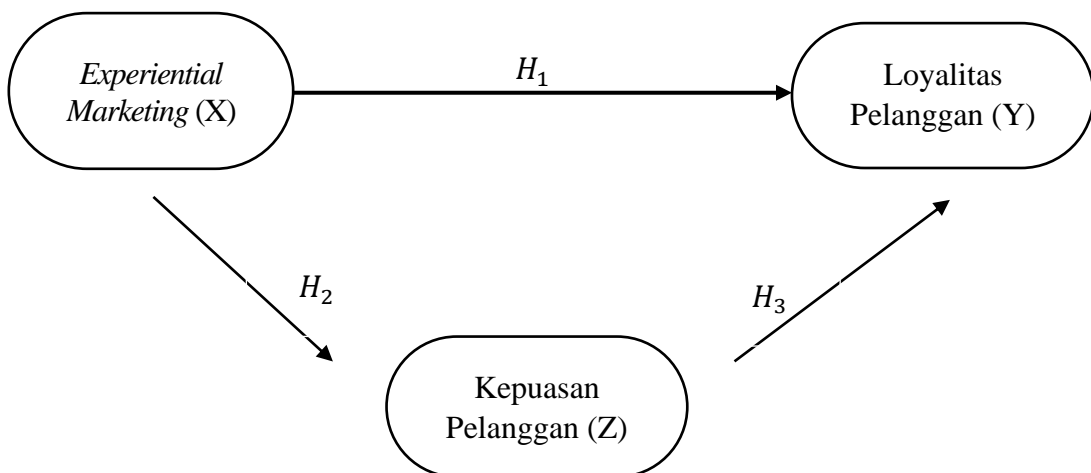 Experiential
Marketing (X)
H₁
Loyalitas
Pelanggan (Y)
H₂
H₃
Kepuasan
Pelanggan (Z)